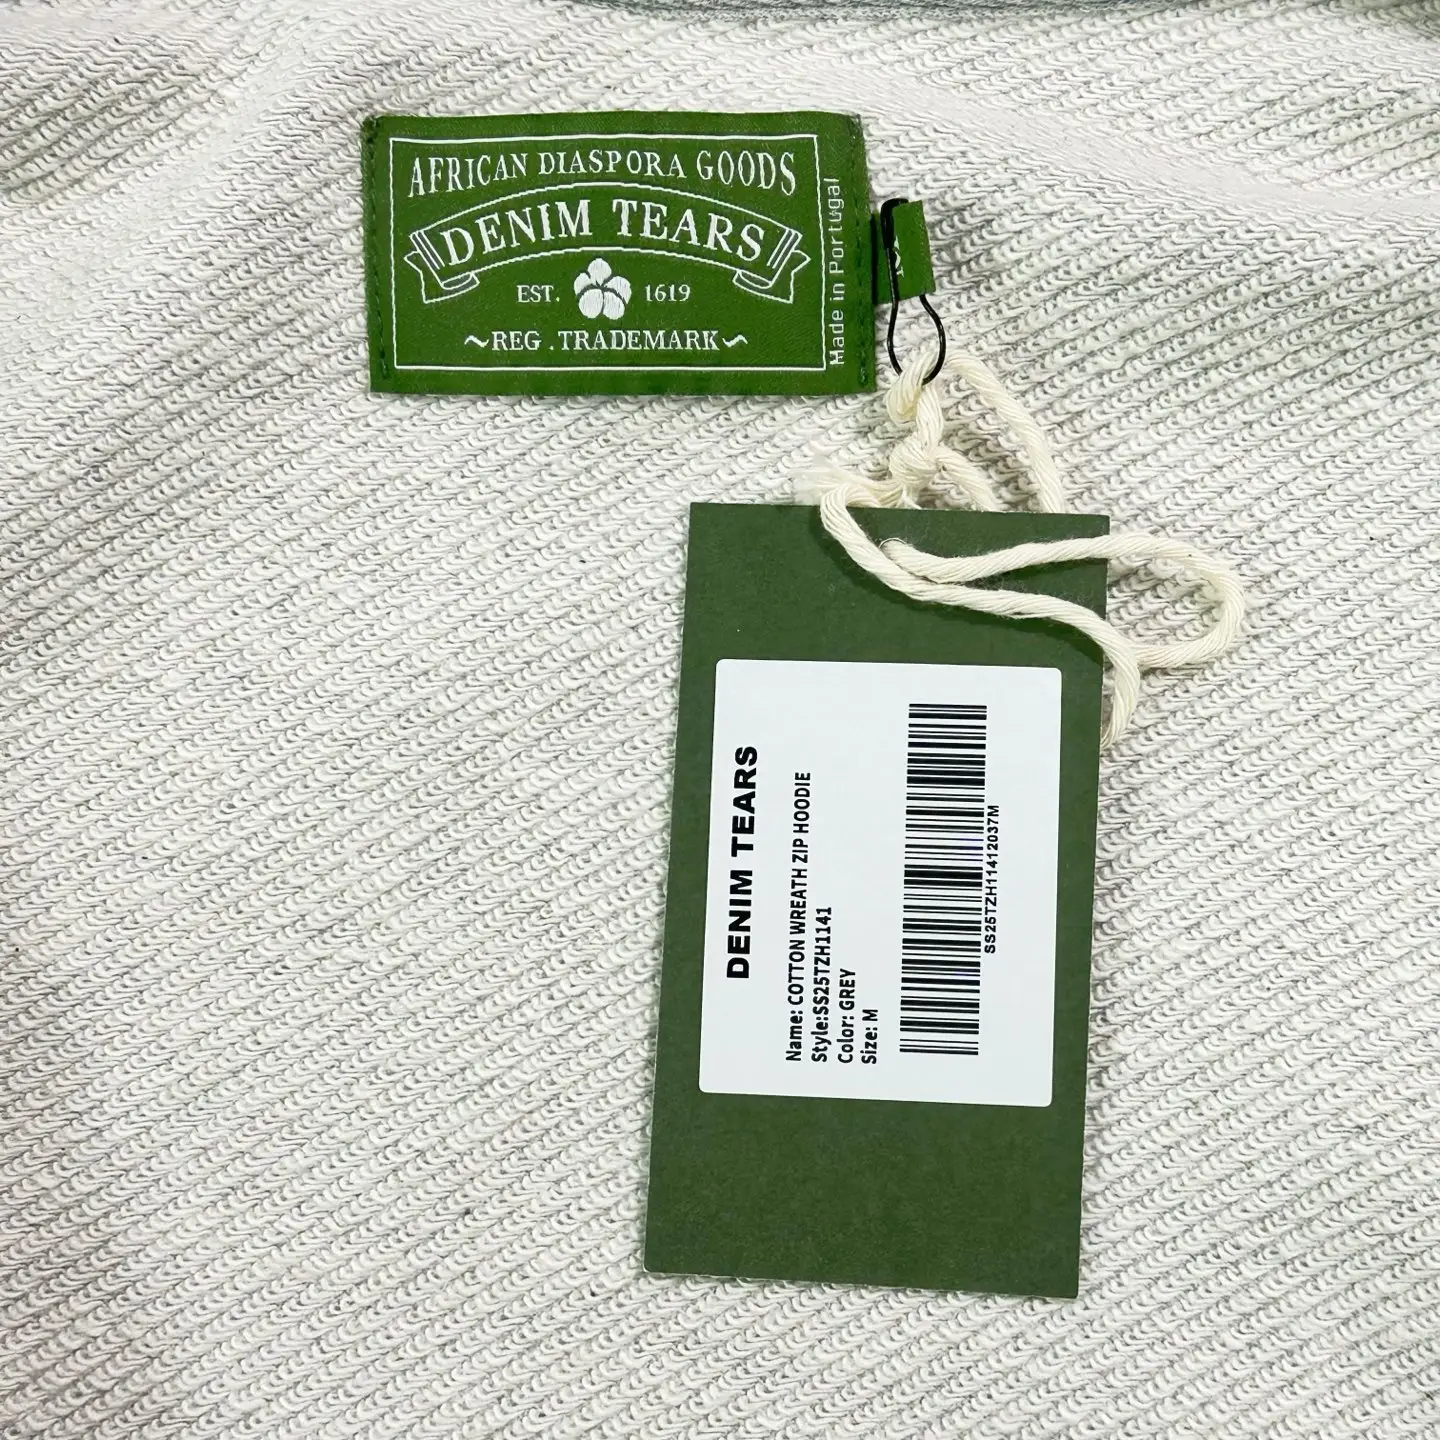 AFRICAN DIASPORA GOODS
DENIM TEARS
EST. 1619
~REG . TRADEMARK~
Made in Portugal
M
DENIM TEARS
Name: COTTON WREATH ZIP HOODIE
Style:SS25TZH1141
Color: GREY
Size: M
SS25TZH11412037M